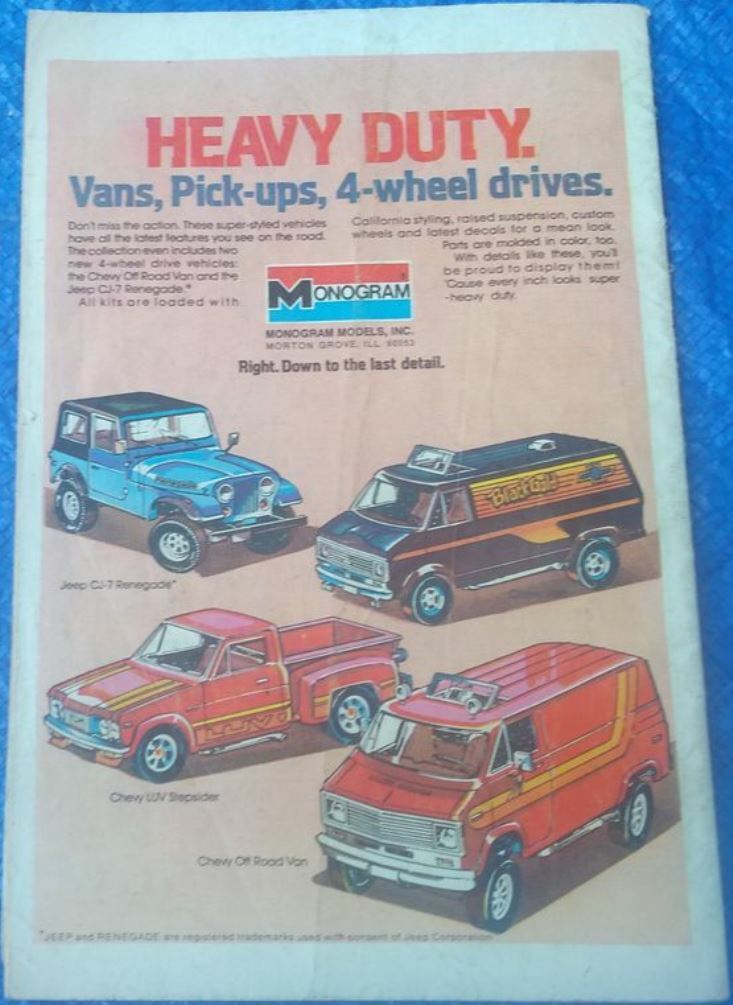 HEAVY DUTY.
Vans, Pick-ups, 4-wheel drives.
Don't miss the action. These super-styled vehicles
have all the latest features you see on the road.
The collection even includes two
new 4-wheel drive vehicles:
the Chevy Off Road Van and the
Jeep CJ-7 Renegade.*
All kits are loaded with
California styling, raised suspension, custom
wheels and latest decals for a mean look.
Parts are molded in color, too.
With details like these, you'll
be proud to display them!
'Cause every inch looks super
-heavy duty.
MONOGRAM
MONOGRAM MODELS, INC.
MORTON GROVE, ILL 60053
Right. Down to the last detail.
Renegade
Black Gold
Jeep CJ-7 Renegade*
LUV
Chevy LUV Stepsider
Chevy Off Road Van
*JEEP and RENEGADE are registered trademarks used with consent of Jeep Corporation